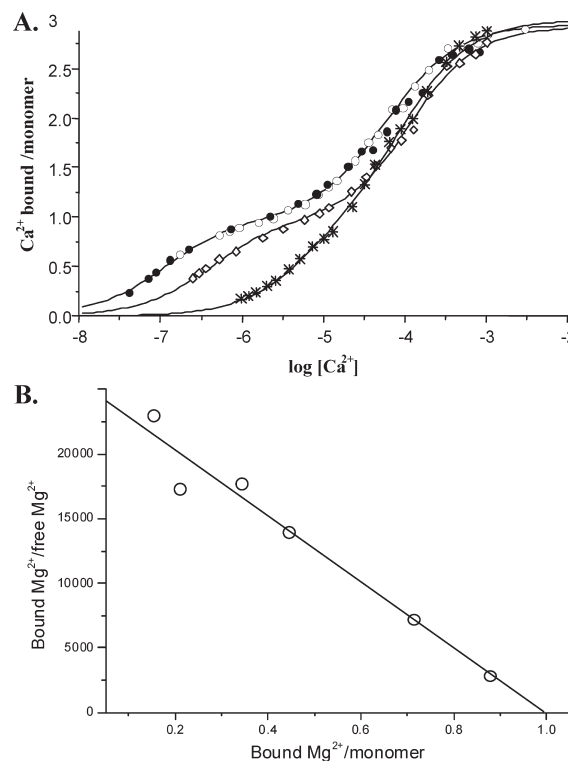 A.
3
2.5
2.0
1.5
1.0
0.5
0.0
Ca2+ bound /monomer
-8 -7 -6 -5 -4 -3 -2
log [Ca2+]
B.
20000
15000
10000
5000
0
Bound Mg2+/free Mg2+
0.2 0.4 0.6 0.8 1.0
Bound Mg2+/monomer